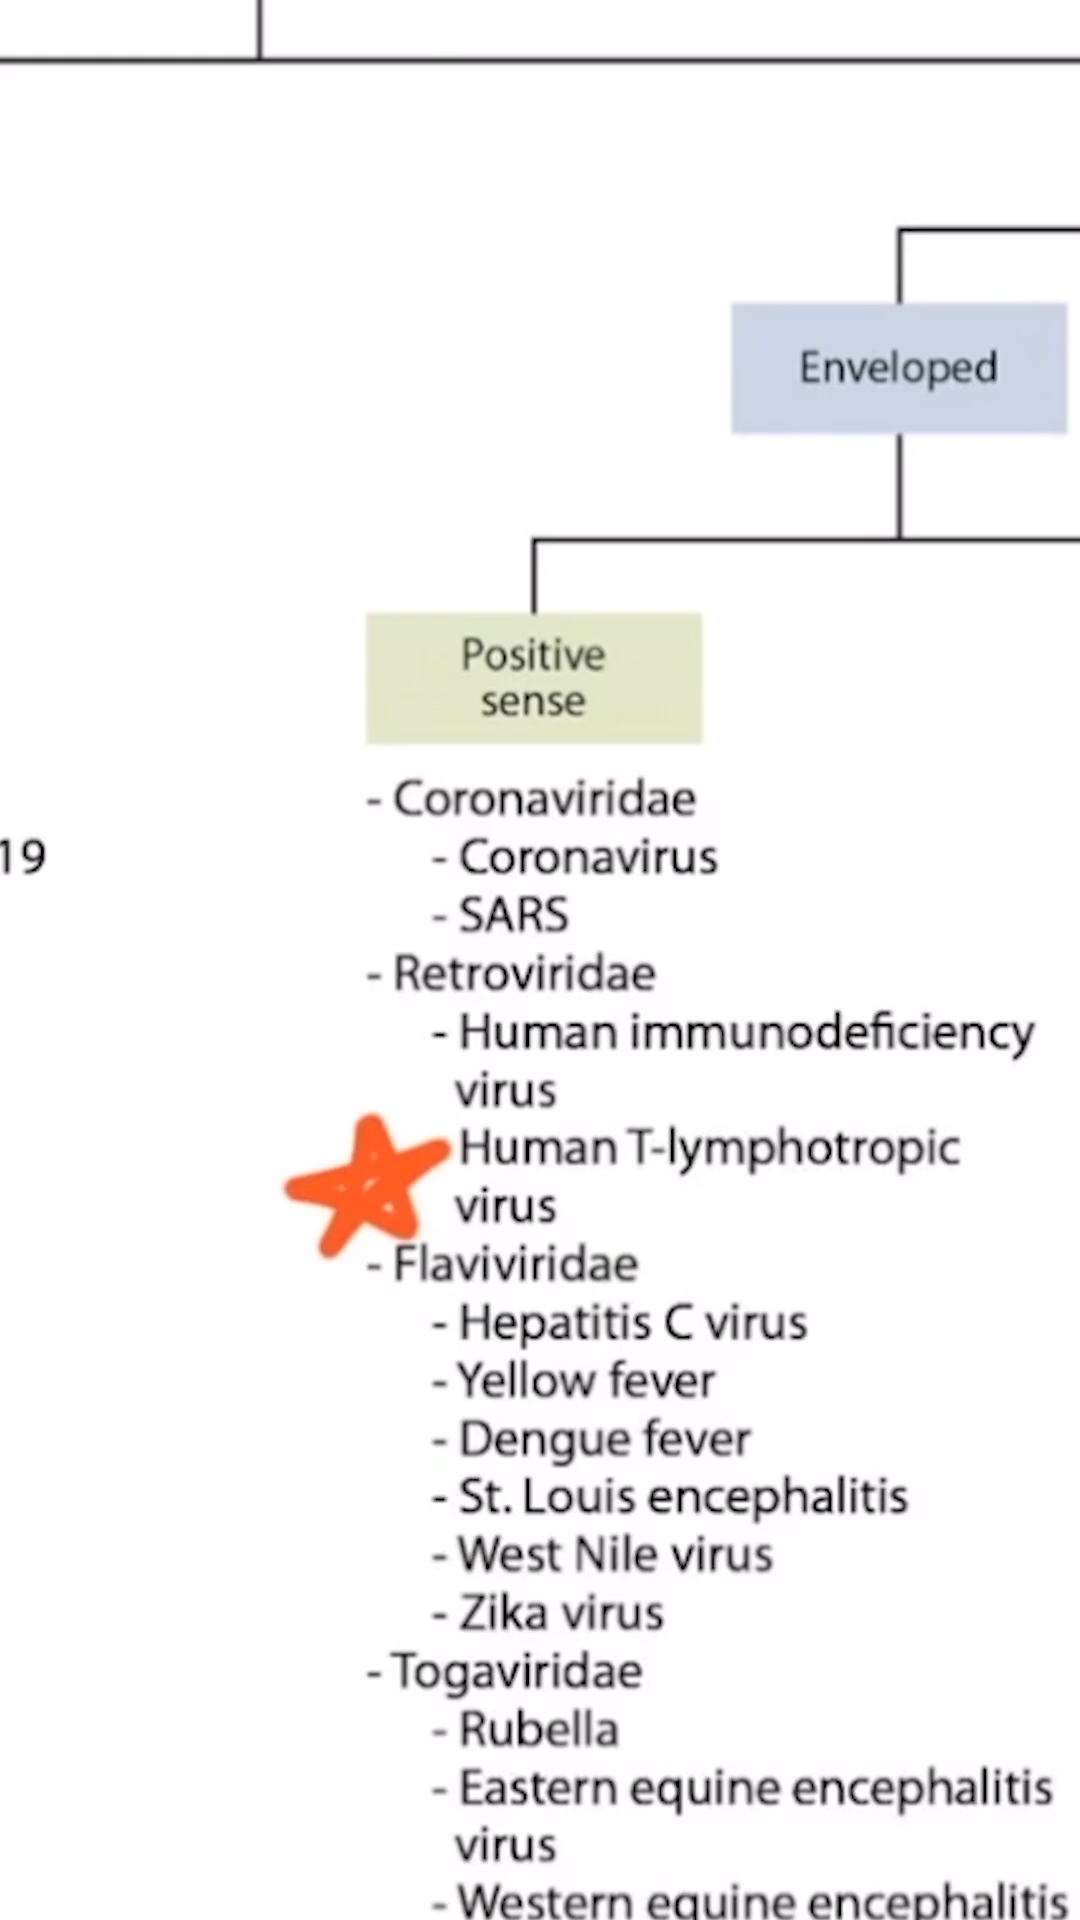 Enveloped
Positive
sense
- Coronaviridae
19
- Coronavirus
- SARS
- Retroviridae
- Human immunodeficiency
virus
Human T-lymphotropic
virus
- Flaviviridae
- Hepatitis C virus
- Yellow fever
- Dengue fever
- St. Louis encephalitis
- West Nile virus
- Zika virus
- Togaviridae
- Rubella
- Eastern equine encephalitis
virus
- Western equine encephalitis